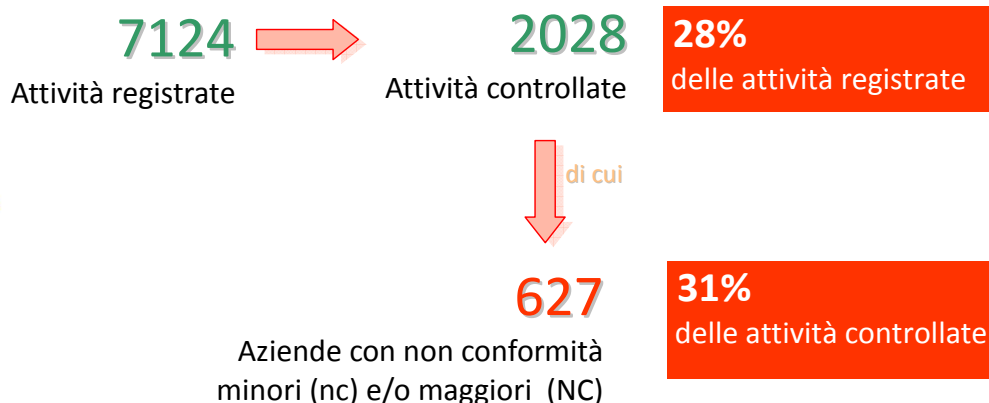 7124
Attività registrate
2028
Attività controllate
28%
delle attività registrate
di cui
627
Aziende con non conformità
minori (nc) e/o maggiori (NC)
31%
delle attività controllate